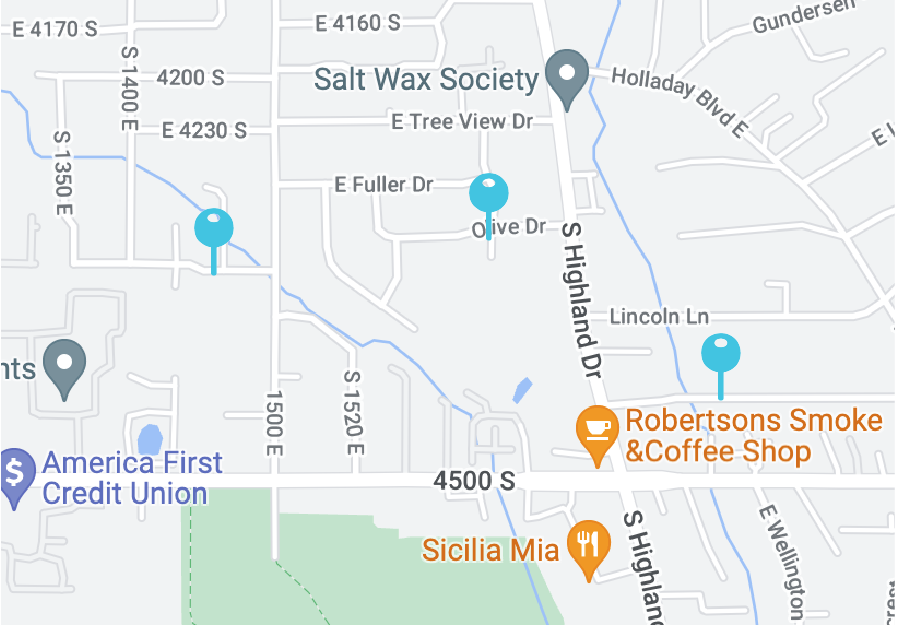 E 4170 S
E 4160 S
Gundersen
S 1400 E
4200 S
Salt Wax Society
Holladay Blvd E
E Tree View Dr
E 4230 S
S 1350 E
E Fuller Dr
Olive Dr
S Highland Dr
Lincoln Ln
nts
S 1520 E
1500 E
Robertsons Smoke
&Coffee Shop
$
America First
Credit Union
4500 S
Sicilia Mia
S Highland
E Wellington